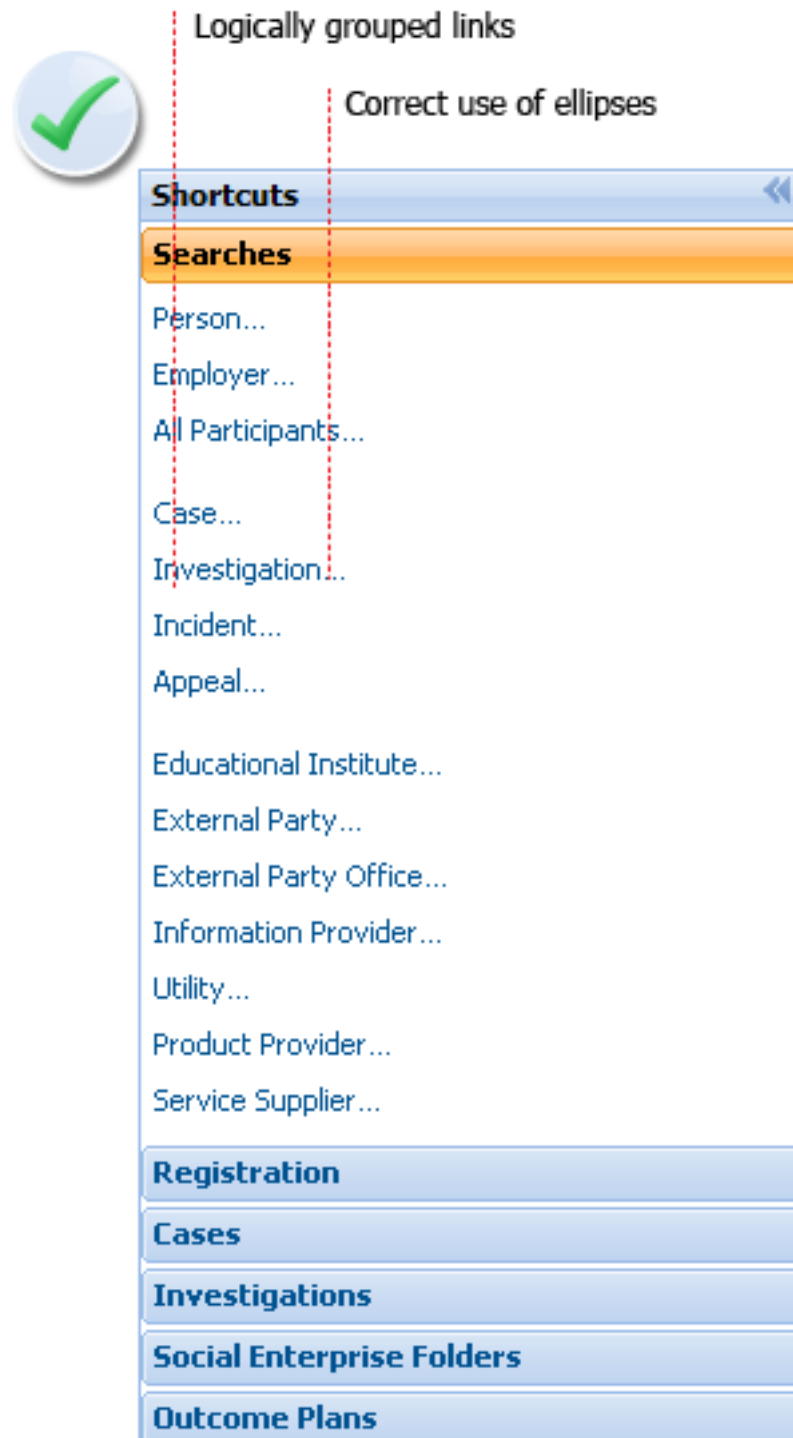 Logically grouped links
Correct use of ellipses
Shortcuts
Searches
Person...
Employer...
All Participants...
Case...
Investigation...
Incident...
Appeal...
Educational Institute...
External Party...
External Party Office...
Information Provider...
Utility...
Product Provider...
Service Supplier...
Registration
Cases
Investigations
Social Enterprise Folders
Outcome Plans